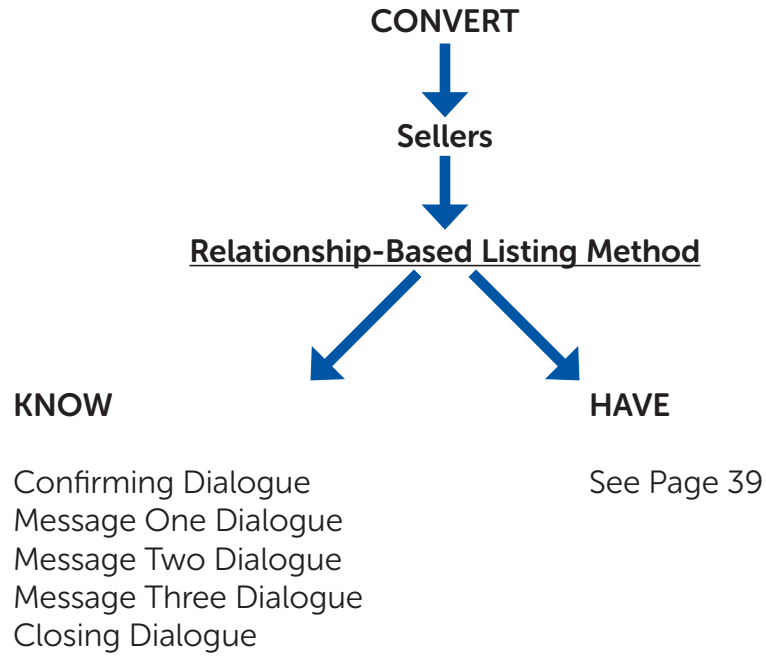 CONVERT
Sellers
Relationship-Based Listing Method
KNOW
Confirming Dialogue
Message One Dialogue
Message Two Dialogue
Message Three Dialogue
Closing Dialogue
HAVE
See Page 39